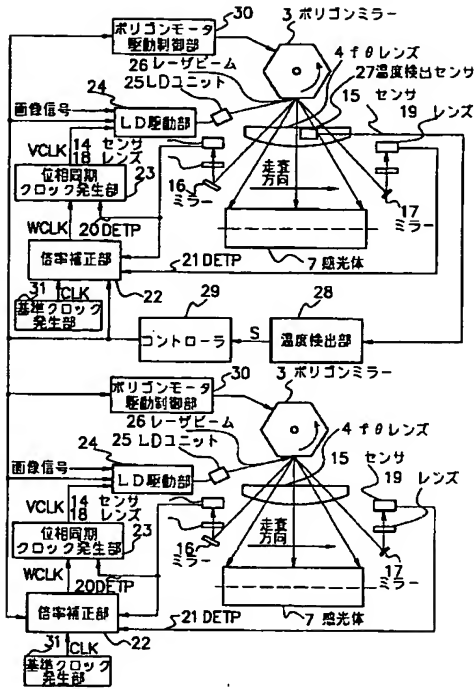 30
3 ポリゴンミラー
ポリゴンモータ
駆動制御部
4 fθレンズ
26レーザビーム
27温度検出センサ
25LDユニット
24
15 センサ
画像信号
LD駆動部
19 レンズ
VCLK
14 センサ
18 レンズ
位相同期
クロック発生部
23
16
ミラー
走査
方向
17
ミラー
WCLK
20 DETP
21 DETP
7 感光体
倍率補正部
31
CLK
22
基準クロック
発生部
29
28
コントローラ
S
温度検出部
30
3 ポリゴンミラー
ポリゴンモータ
駆動制御部
26レーザビーム
4 fθレンズ
25LDユニット
24
15 センサ
19 レンズ
画像信号
LD駆動部
VCLK
14 センサ
18 レンズ
位相同期
クロック発生部
23
16
ミラー
走査
方向
17
ミラー
WCLK
20DETP
倍率補正部
21 DETP
7 感光体
22
31
CLK
基準クロック
発生部